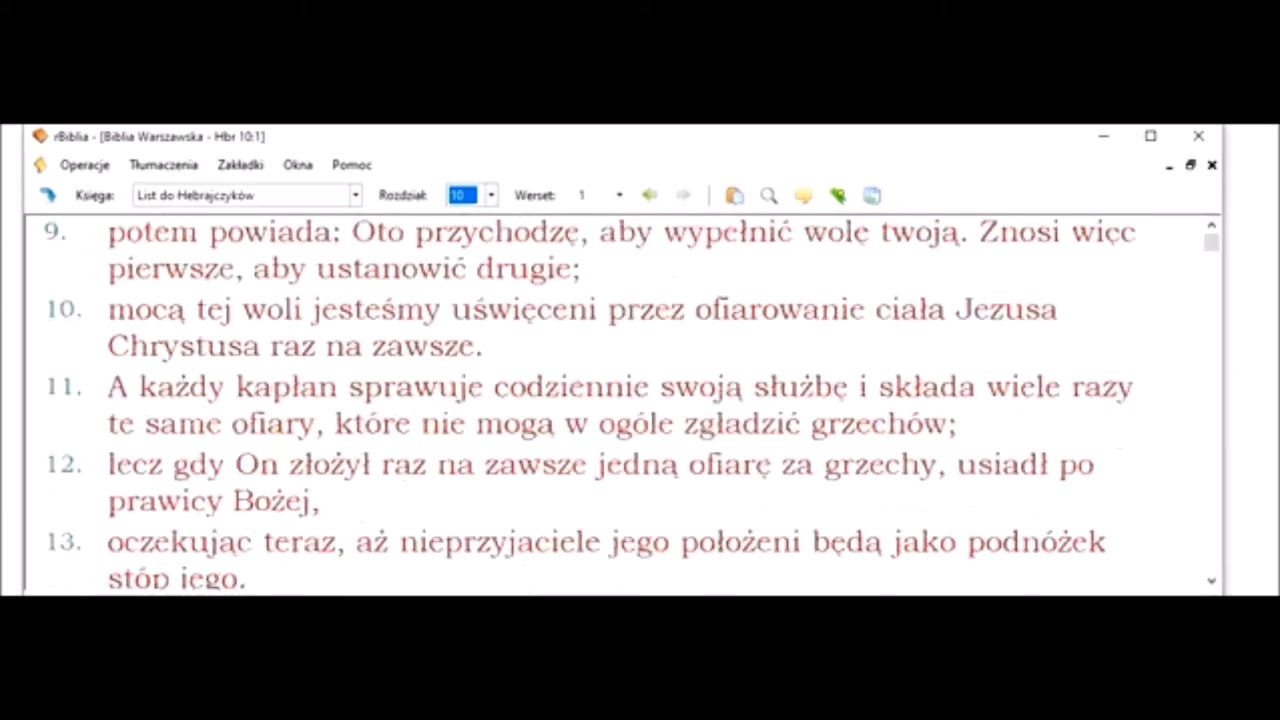 rBiblia - [Biblia Warszawska - Hbr 10:1]
Operacje Tłumaczenia Zakładki Okna Pomoc
Księga: List do Hebrajczyków Rozdział: 10 Werset: 1
9. potem powiada: Oto przychodzę, aby wypełnić wolę twoją. Znosi więc
pierwsze, aby ustanowić drugie;
10. mocą tej woli jesteśmy uświęceni przez ofiarowanie ciała Jezusa
Chrystusa raz na zawsze.
11. A każdy kapłan sprawuje codziennie swoją służbę i składa wiele razy
te same ofiary, które nie mogą w ogóle zgładzić grzechów;
12. lecz gdy On złożył raz na zawsze jedną ofiarę za grzechy, usiadł po
prawicy Bożej,
13. oczekując teraz, aż nieprzyjaciele jego położeni będą jako podnóżek
stóp jego.